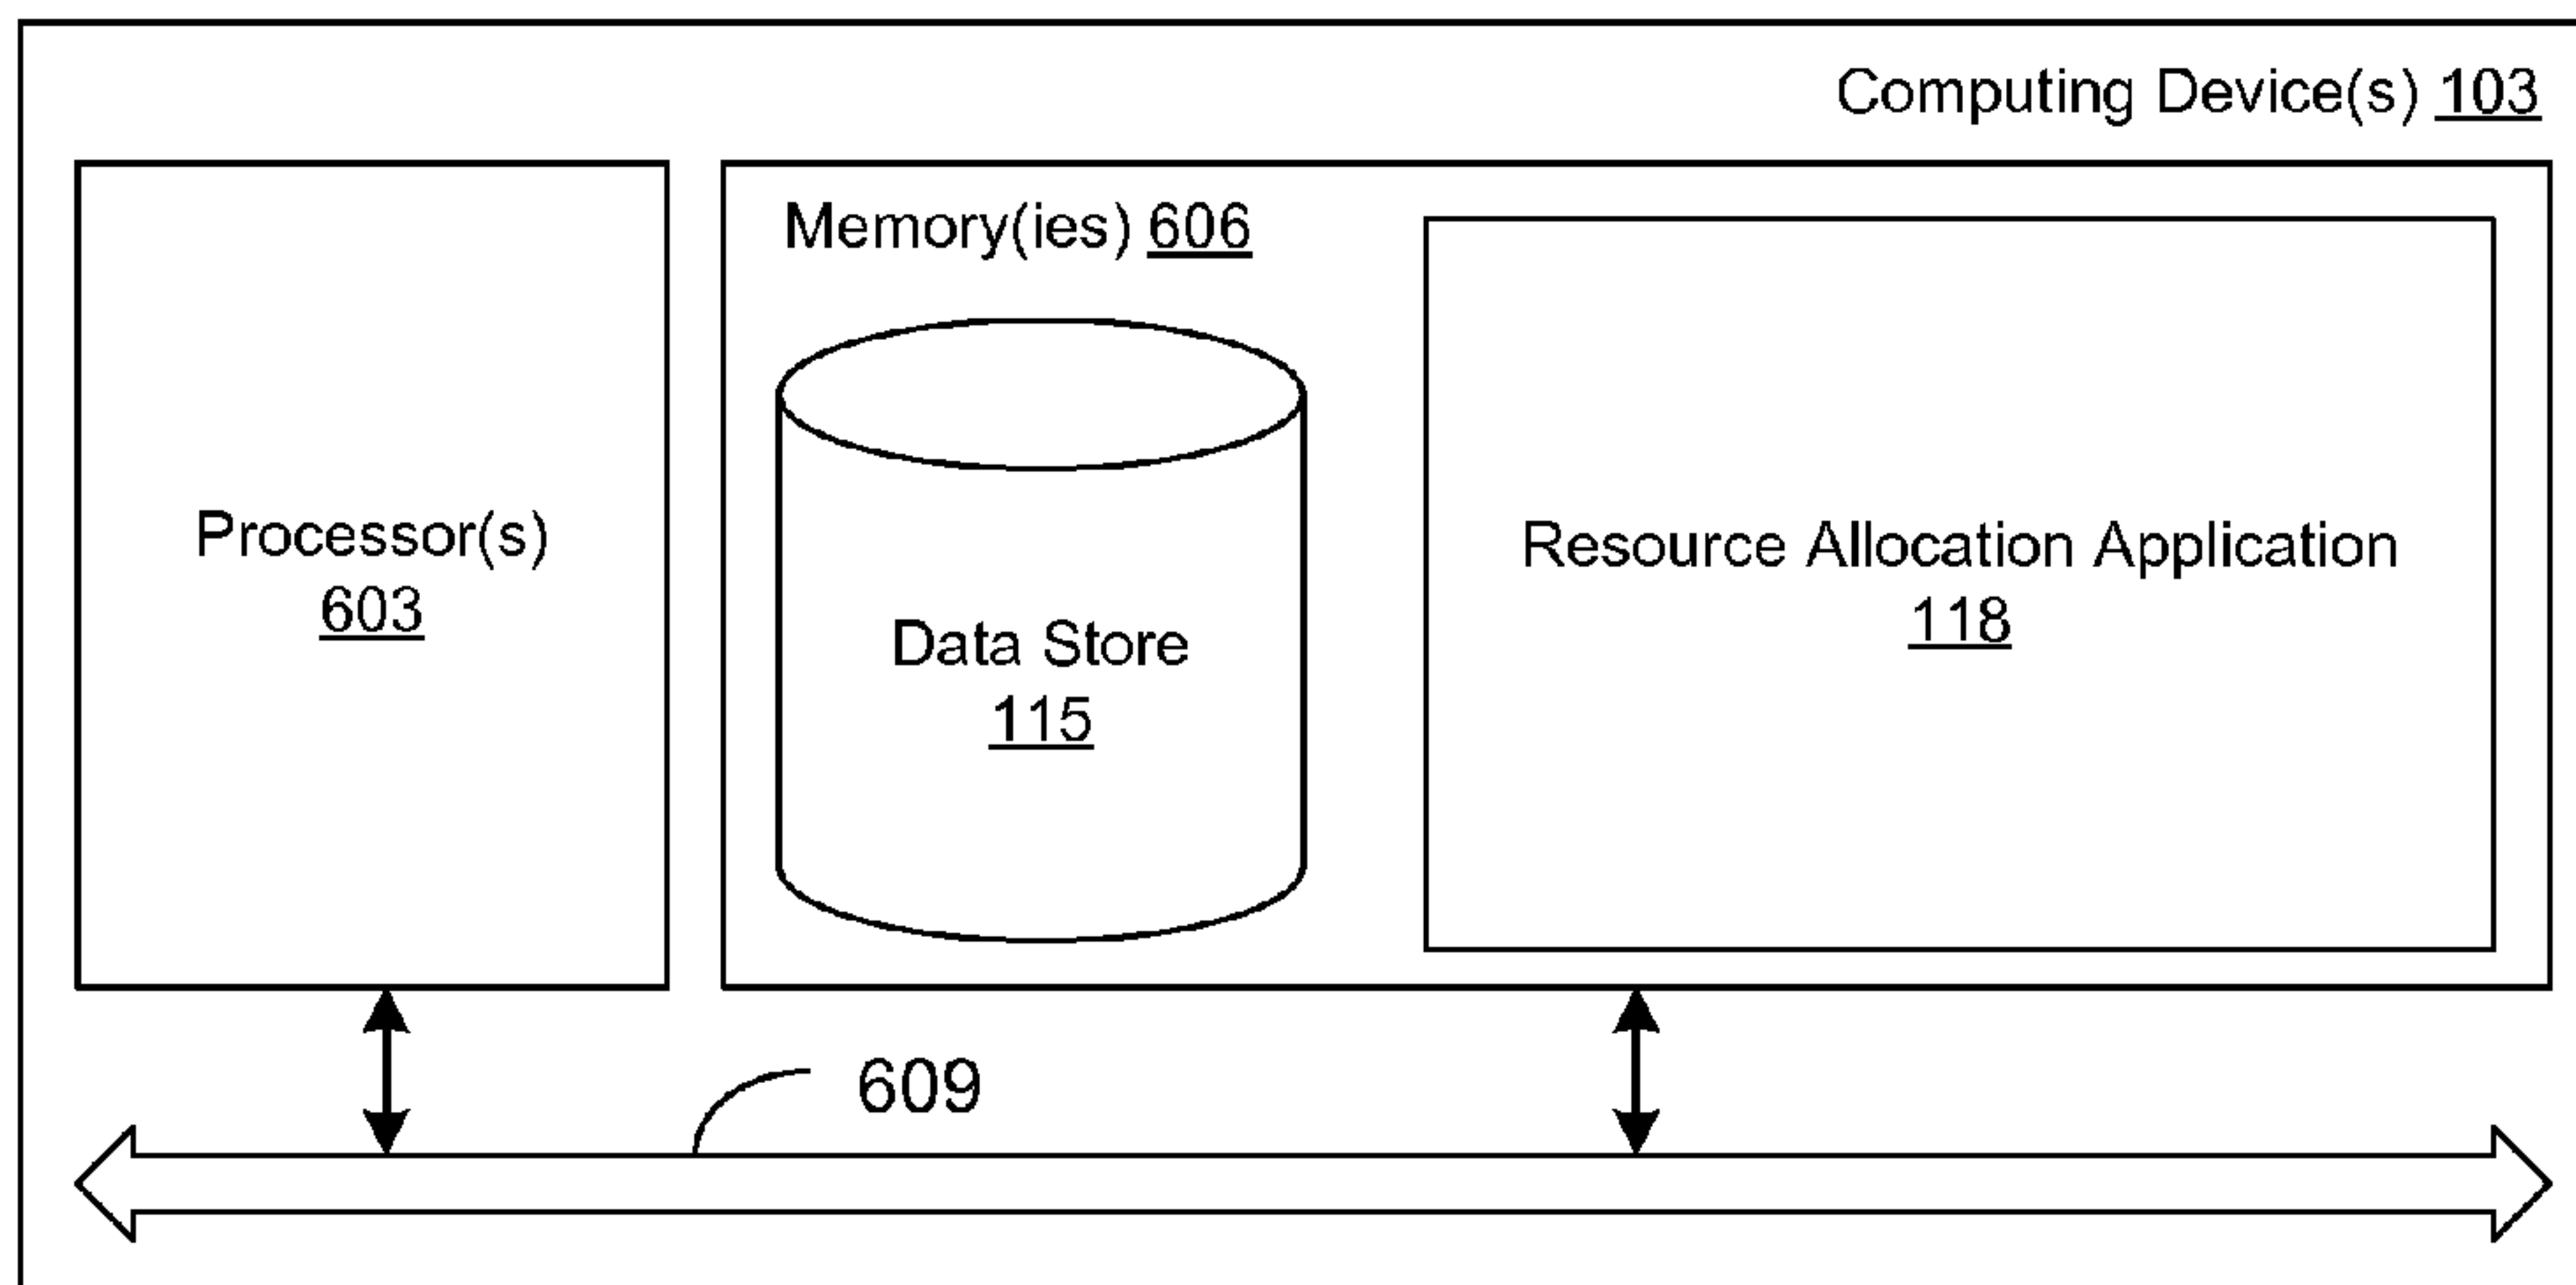 Computing Device(s) 103
Memory(ies) 606
Processor(s)
603
Data Store
115
Resource Allocation Application
118
609